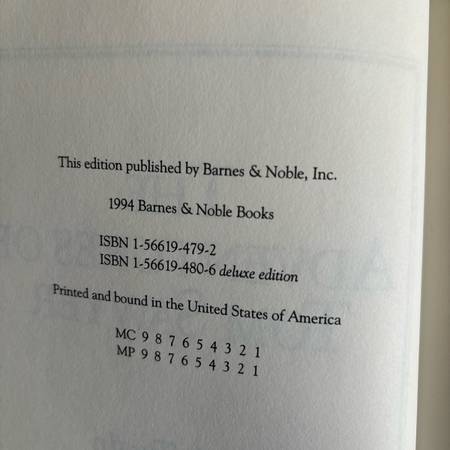 This edition published by Barnes & Noble, Inc.
1994 Barnes & Noble Books
ISBN 1-56619-479-2
ISBN 1-56619-480-6 deluxe edition
Printed and bound in the United States of America
MC 9 8 7 6 5 4 3 2 1
MP 9 8 7 6 5 4 3 2 1